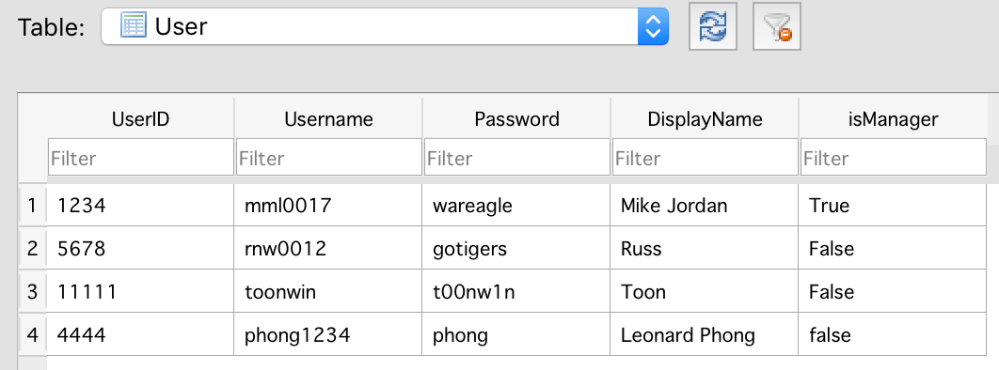 Table: User
UserID Username Password DisplayName isManager
Filter Filter Filter Filter Filter
1 1234 mml0017 wareagle Mike Jordan True
2 5678 rnw0012 gotigers Russ False
3 11111 toonwin t00nw1n Toon False
4 4444 phong1234 phong Leonard Phong false